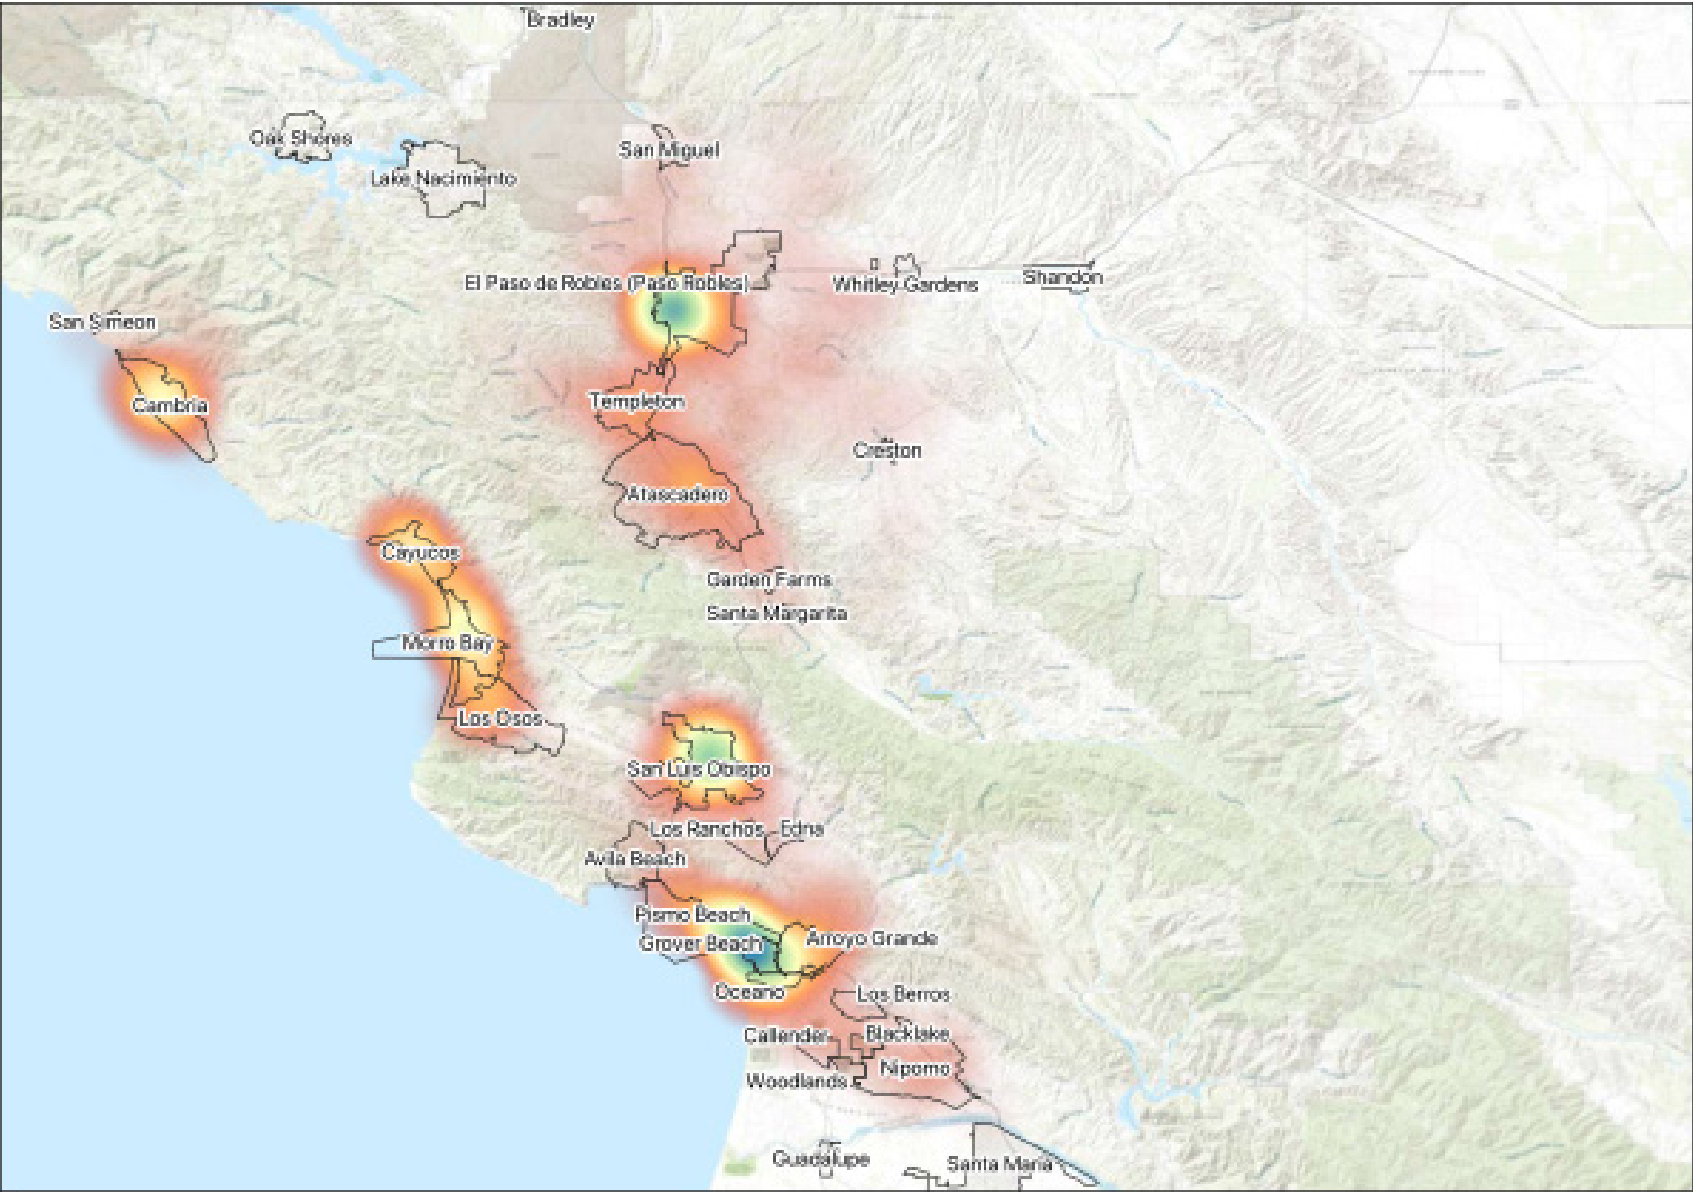 Bradley
Oak Shores
San Miguel
Lake Nacimiento
El Paso de Robles (Paso Robles)
Whitley Gardens
Shandon
San Simeon
Templeton
Cambria
Creston
Atascadero
Cayucos
Garden Farms
Santa Margarita
Morro Bay
Los Osos
San Luis Obispo
Los Ranchos
Edna
Avila Beach
Pismo Beach
Arroyo Grande
Grover Beach
Oceano
Los Berros
Callender
Blacklake
Nipomo
Woodlands
Guadalupe
Santa Maria